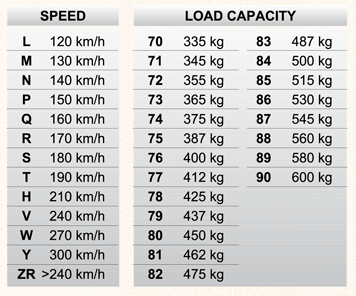 SPEED LOAD CAPACITY
L 120 km/h 70 335 kg 83 487 kg
M 130 km/h 71 345 kg 84 500 kg
N 140 km/h 72 355 kg 85 515 kg
P 150 km/h 73 365 kg 86 530 kg
Q 160 km/h 74 375 kg 87 545 kg
R 170 km/h 75 387 kg 88 560 kg
S 180 km/h 76 400 kg 89 580 kg
T 190 km/h 77 412 kg 90 600 kg
H 210 km/h 78 425 kg
V 240 km/h 79 437 kg
W 270 km/h 80 450 kg
Y 300 km/h 81 462 kg
ZR >240 km/h 82 475 kg